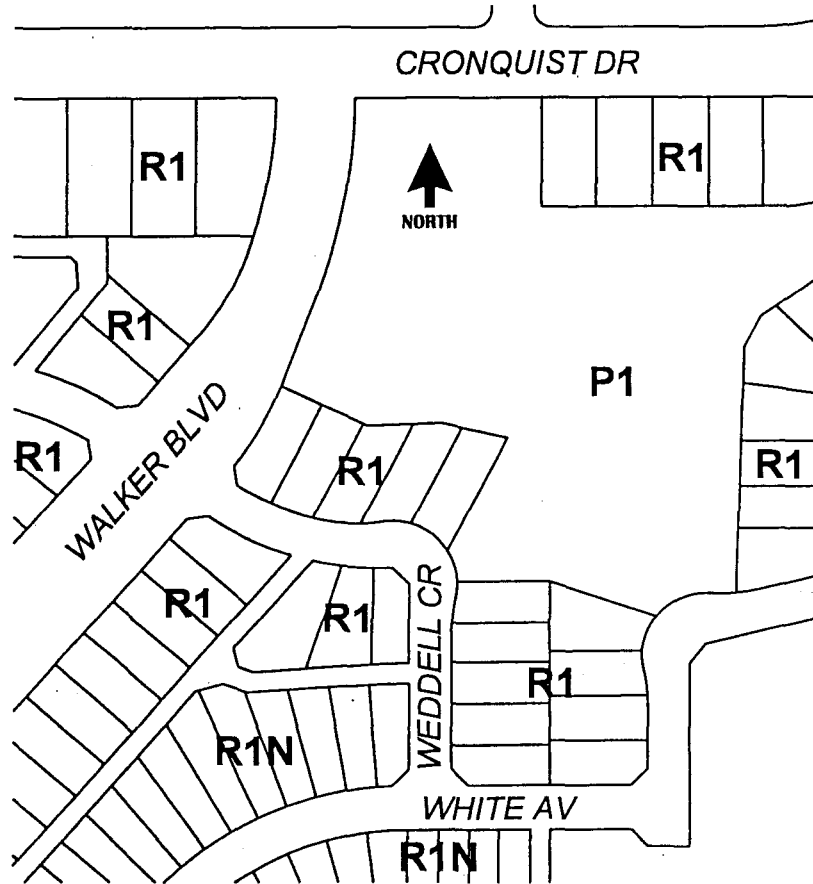 CRONQUIST DR
R1
R1
NORTH
R1
P1
R1
R1
R1
WALKER BLVD
R1
R1
WEDDELL CR
R1
R1N
WHITE AV
R1N